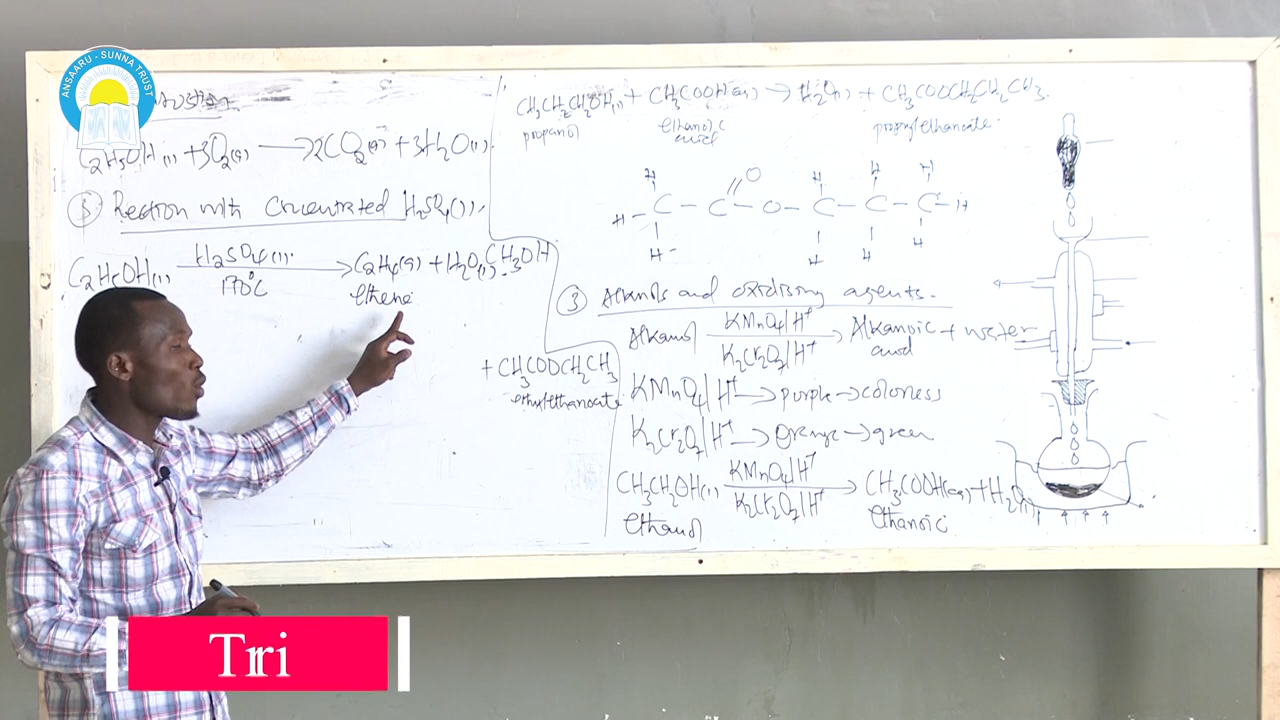 ANSAARU - SUNNA TRUST
C2H5OH(l) + 3O2(g) → 2CO2(g) + 3H2O(l)
⑤ Reaction with Concentrated H2SO4(l).
C2H5OH(l) H2SO4(l) 170°C → C2H4(g) + H2O(l)
ethene
CH3OH
+ CH3COOCH2CH3
ethylethanoate
CH3CH2CH2OH(l) + CH3COOH(aq) → H2O(l) + CH3COOCH2CH2CH3.
propanol ethanoic acid propylethanoate.
H O H H H
H - C - C - O - C - C - C - H
H H H H
③ Alkanols and oxidising agents.
Alkanol KMnO4/H+ K2Cr2O7/H+ → Alkanoic acid + water
KMnO4/H+ → purple → colorless
K2Cr2O7/H+ → Orange → green
CH3CH2OH(l) KMnO4/H+ K2Cr2O7/H+ → CH3COOH(aq) + H2O(l)
ethanol ethanoic
Trri